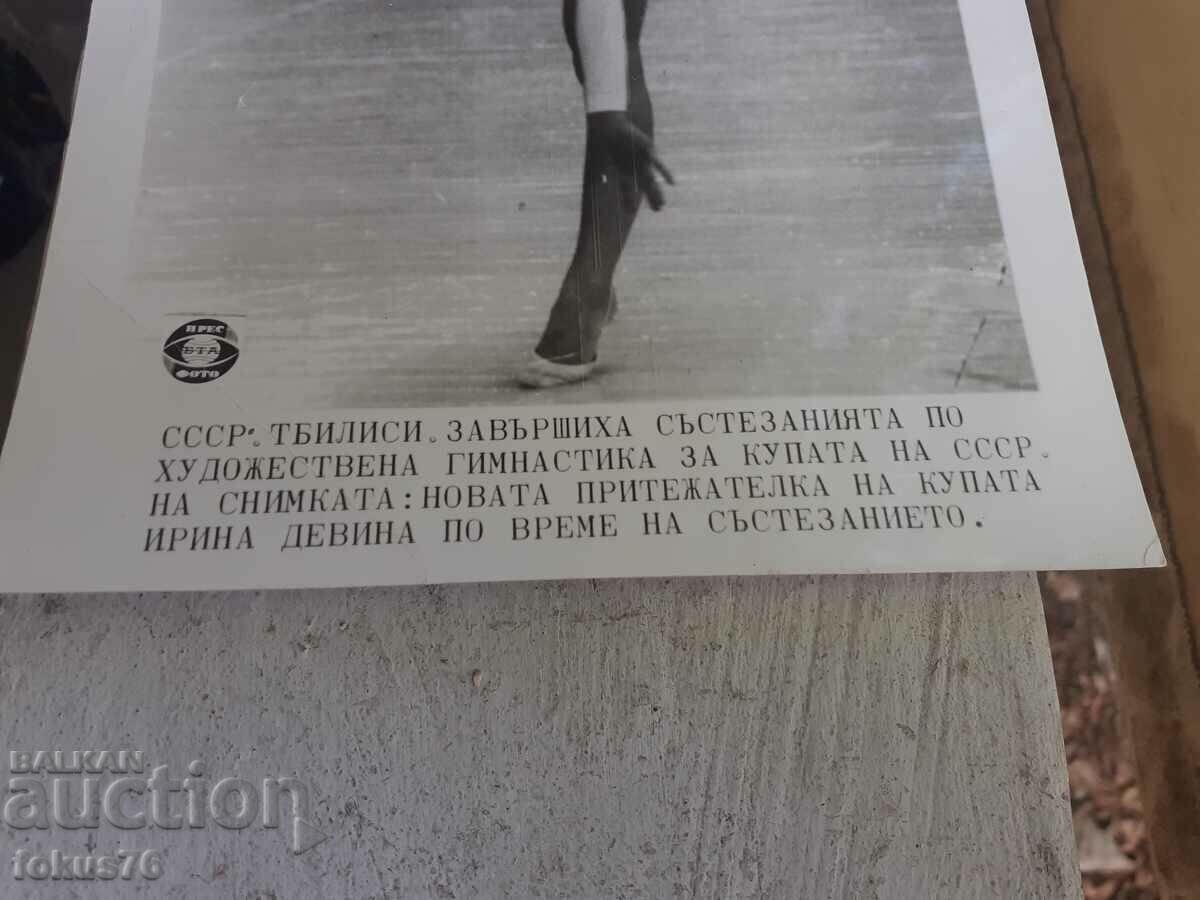 ПРЕС
БТА
ФОТО
СССР. ТБИЛИСИ. ЗАВЪРШИХА СЪСТЕЗАНИЯТА ПО
ХУДОЖЕСТВЕНА ГИМНАСТИКА ЗА КУПАТА НА СССР.
НА СНИМКАТА: НОВАТА ПРИТЕЖАТЕЛКА НА КУПАТА
ИРИНА ДЕВИНА ПО ВРЕМЕ НА СЪСТЕЗАНИЕТО.
BALKAN
auction
fokus76